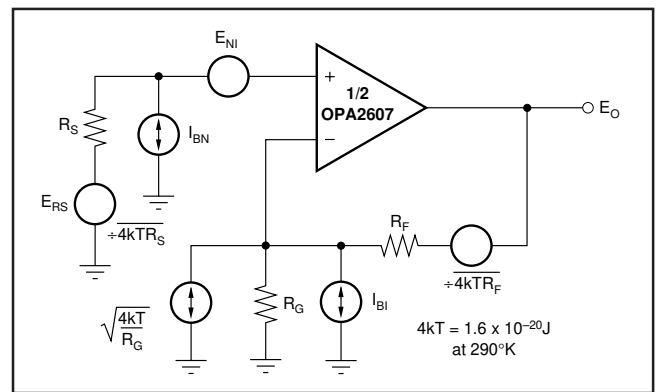 E_NI
+
1/2
OPA2607
−
E_O
R_S
I_BN
E_RS
÷4kTR_S
R_F
÷4kTR_F
√4kT/R_G
R_G
I_BI
4kT = 1.6 x 10⁻²⁰J
at 290°K